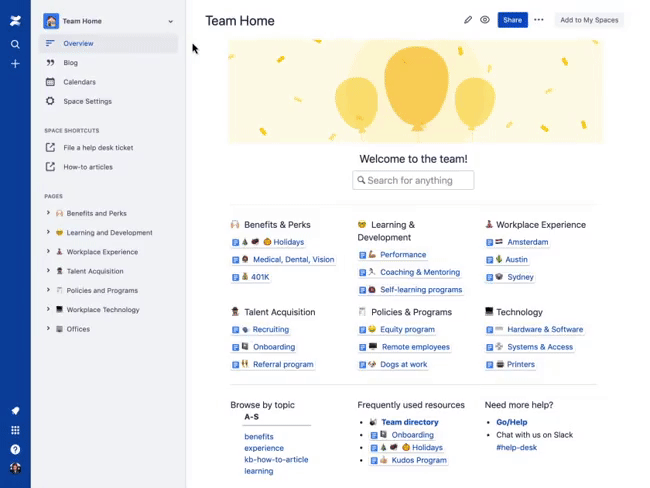 Team Home
Overview
Blog
Calendars
Space Settings
SPACE SHORTCUTS
File a help desk ticket
How-to articles
PAGES
Benefits and Perks
Learning and Development
Workplace Experience
Talent Acquisition
Policies and Programs
Workplace Technology
Offices
Team Home
Share
Add to My Spaces
Welcome to the team!
Search for anything
Benefits & Perks
Holidays
Medical, Dental, Vision
401K
Learning &
Development
Performance
Coaching & Mentoring
Self-learning programs
Workplace Experience
Amsterdam
Austin
Sydney
Talent Acquisition
Recruiting
Onboarding
Referral program
Policies & Programs
Equity program
Remote employees
Dogs at work
Technology
Hardware & Software
Systems & Access
Printers
Browse by topic
A-S
benefits
experience
kb-how-to-article
learning
Frequently used resources
Team directory
Onboarding
Holidays
Kudos Program
Need more help?
Go/Help
Chat with us on Slack
#help-desk